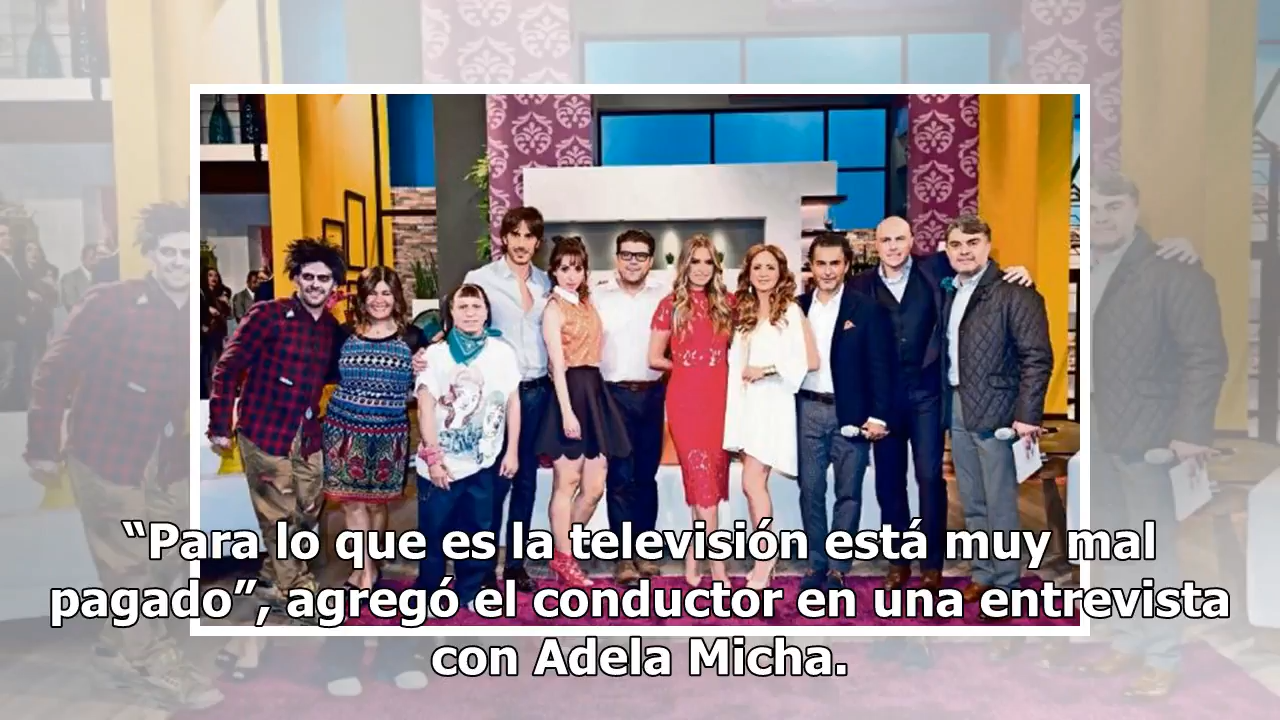 “Para lo que es la televisión está muy mal
pagado”, agregó el conductor en una entrevista
con Adela Micha.